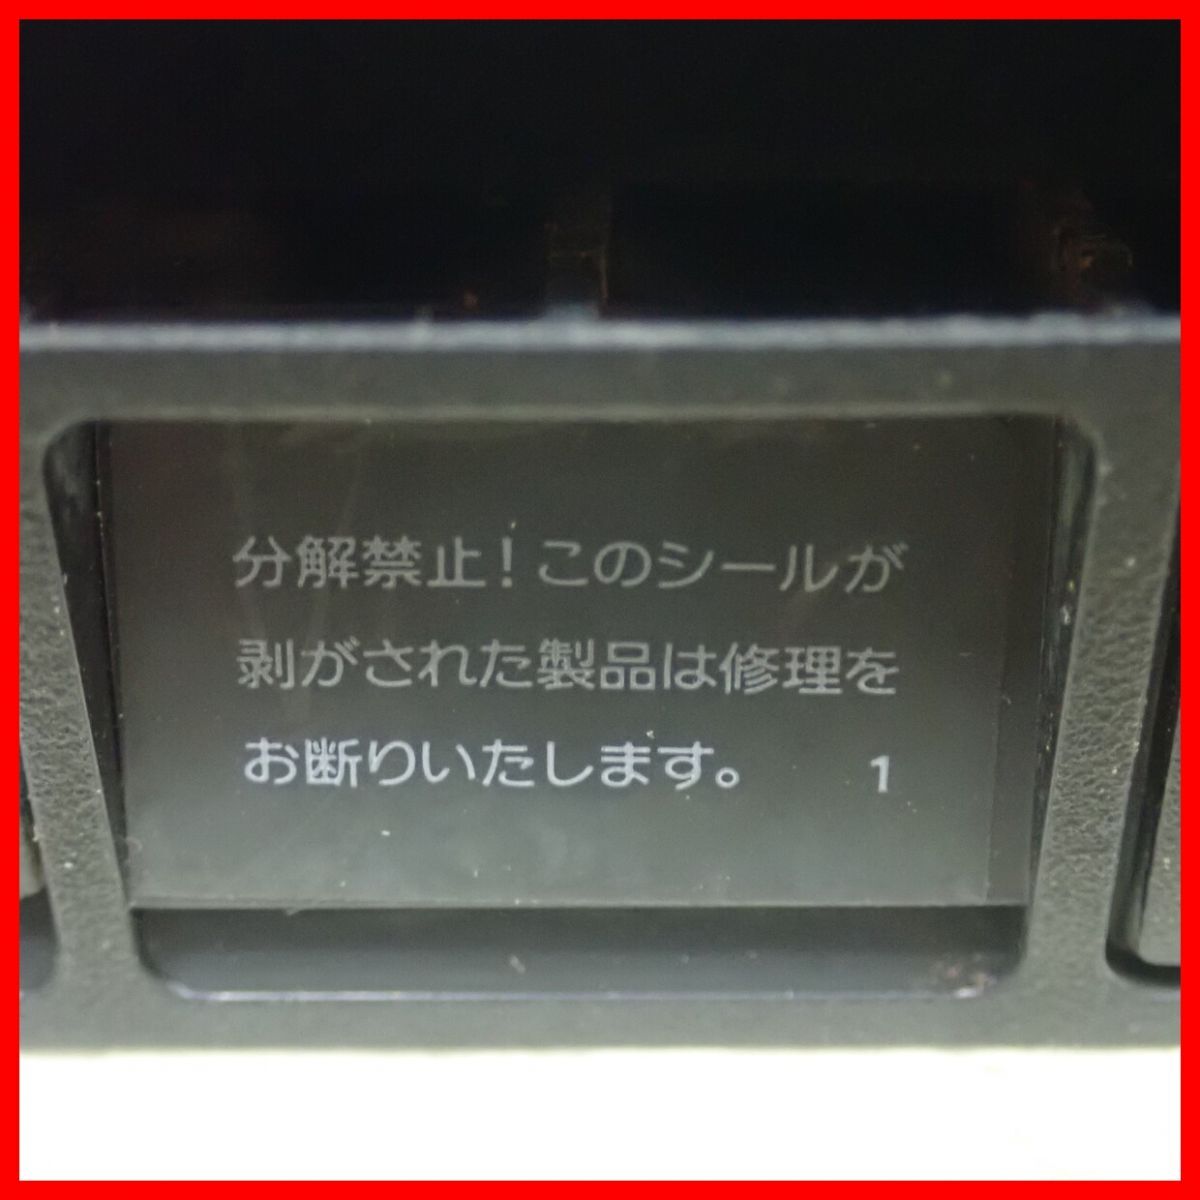 分解禁止！このシールが
剥がされた製品は修理を
お断りいたします。 1